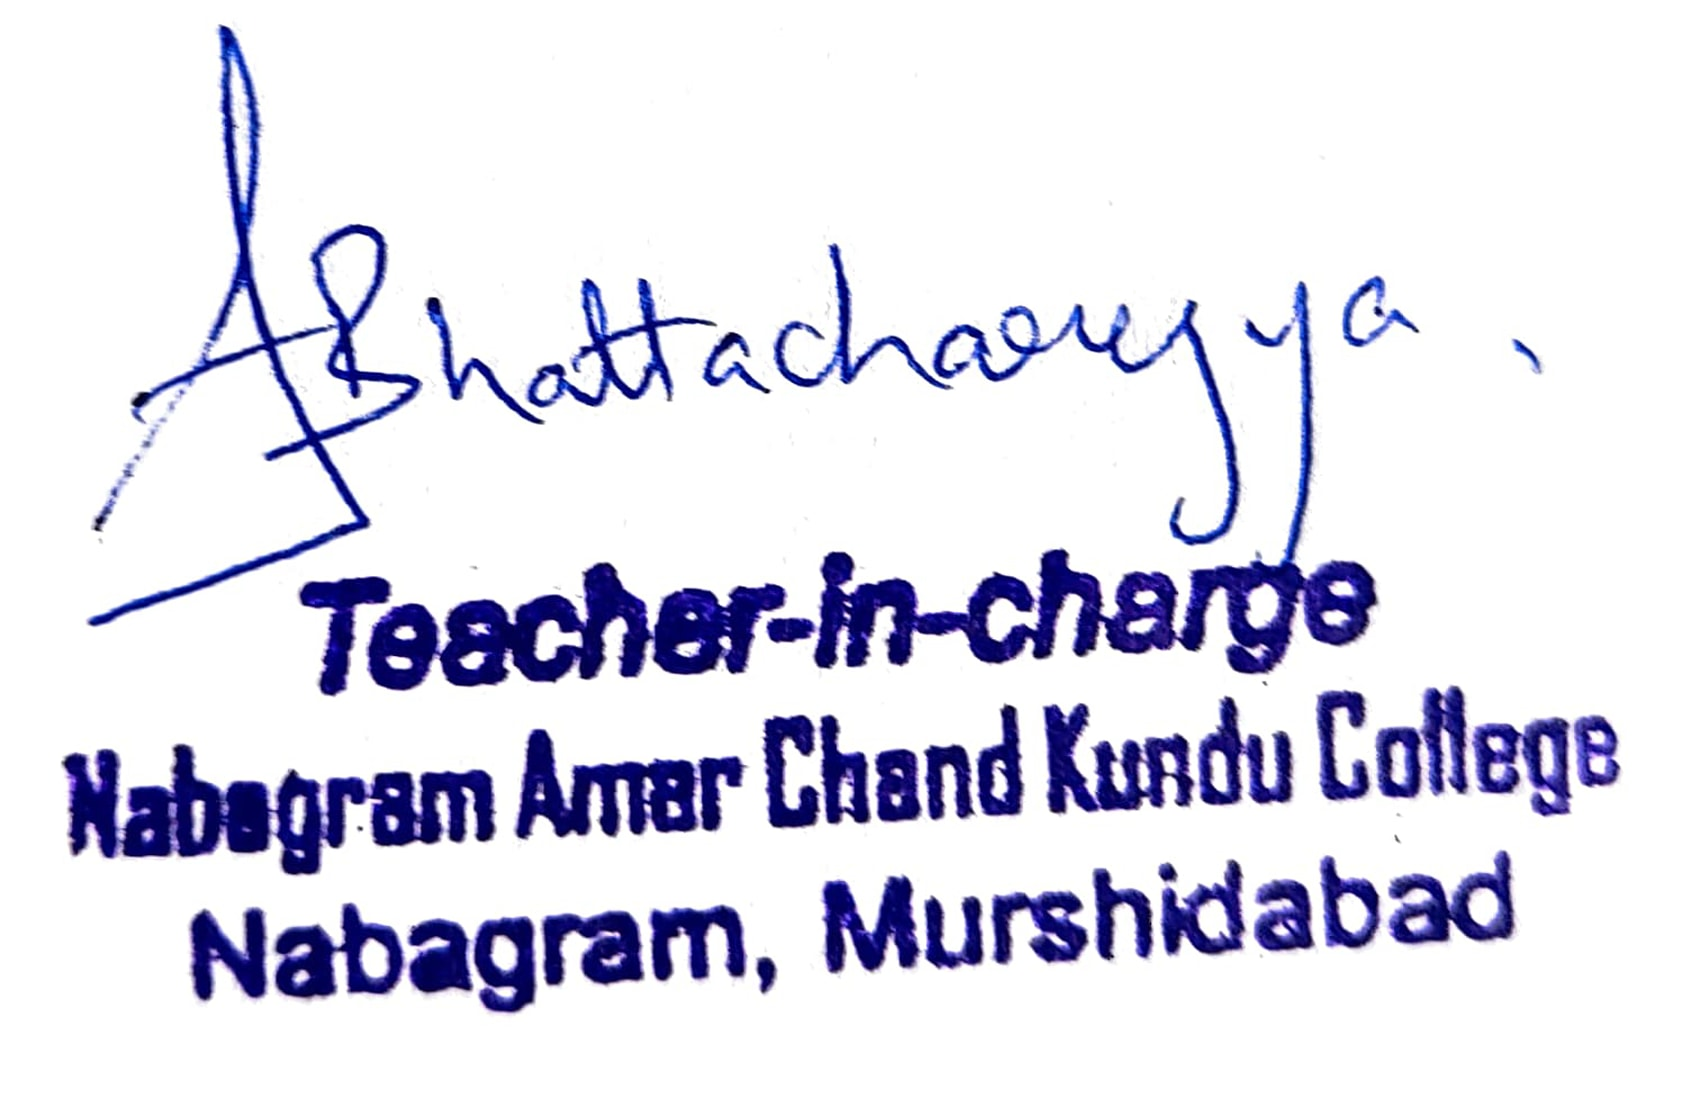 ABhattacharyya.
Teacher-in-charge
Nabagram Amar Chand Kundu College
Nabagram, Murshidabad